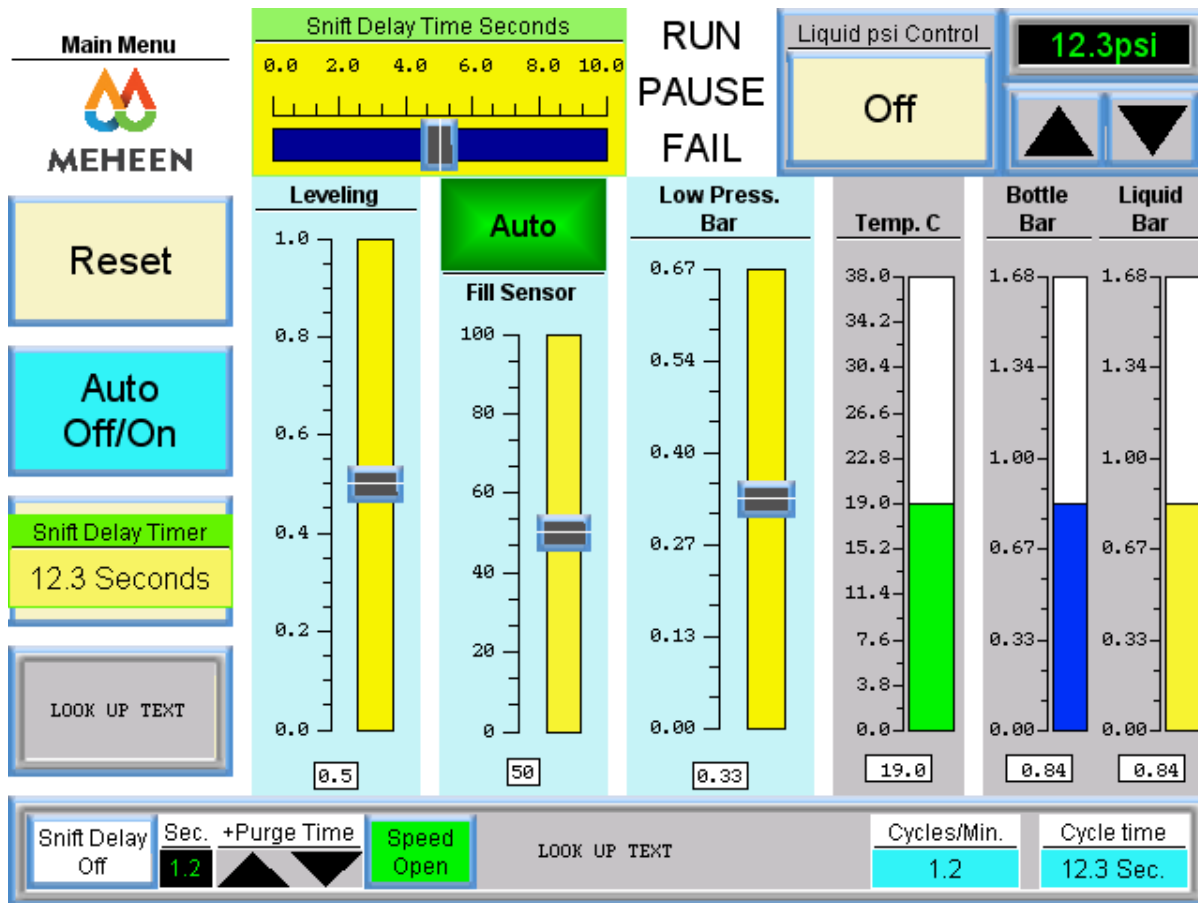 Main Menu
MEHEEN
Snift Delay Time Seconds
0.0 2.0 4.0 6.0 8.0 10.0
RUN
PAUSE
FAIL
Liquid psi Control
Off
12.3psi
Reset
Auto
Off/On
Snift Delay Timer
12.3 Seconds
LOOK UP TEXT
Leveling
1.0
0.8
0.6
0.4
0.2
0.0
0.5
Auto
Fill Sensor
100
80
60
40
20
0
50
Low Press.
Bar
0.67
0.54
0.40
0.27
0.13
0.00
0.33
Temp. C
38.0
34.2
30.4
26.6
22.8
19.0
15.2
11.4
7.6
3.8
0.0
19.0
Bottle
Bar
1.68
1.34
1.00
0.67
0.33
0.00
0.84
Liquid
Bar
1.68
1.34
1.00
0.67
0.33
0.00
0.84
Snift Delay
Off
Sec.
1.2
+Purge Time
Speed
Open
LOOK UP TEXT
Cycles/Min.
1.2
Cycle time
12.3 Sec.